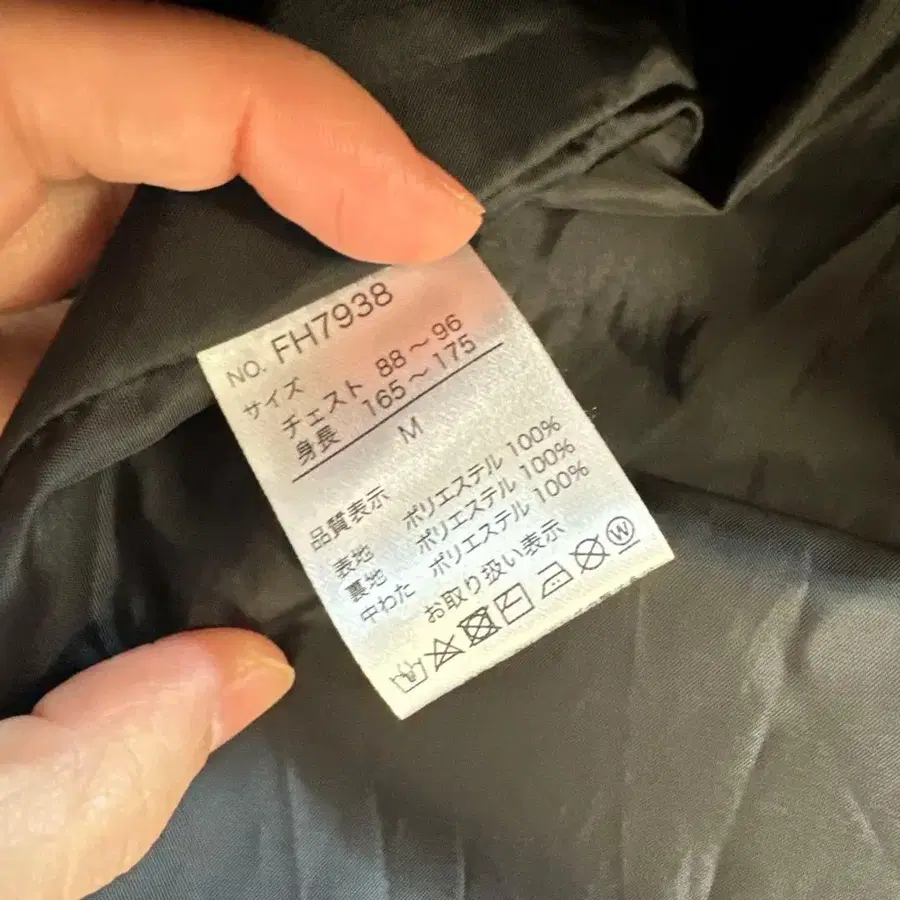 NO. FH7938
サイズ
チェスト 88～96
身長 165～175
M
品質表示
表地 ポリエステル 100%
裏地 ポリエステル 100%
中わた ポリエステル 100%
お取り扱い表示
W